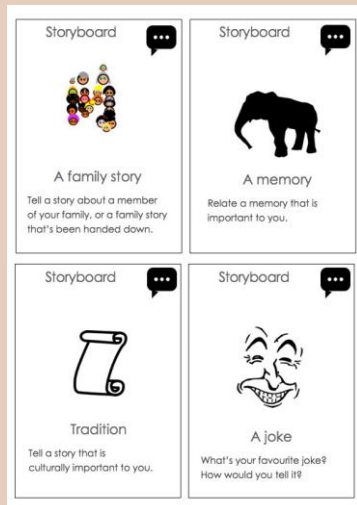 Storyboard
A family story
Tell a story about a member
of your family, or a family story
that's been handed down.
Storyboard
A memory
Relate a memory that is
important to you.
Storyboard
Tradition
Tell a story that is
culturally important to you.
Storyboard
A joke
What's your favourite joke?
How would you tell it?